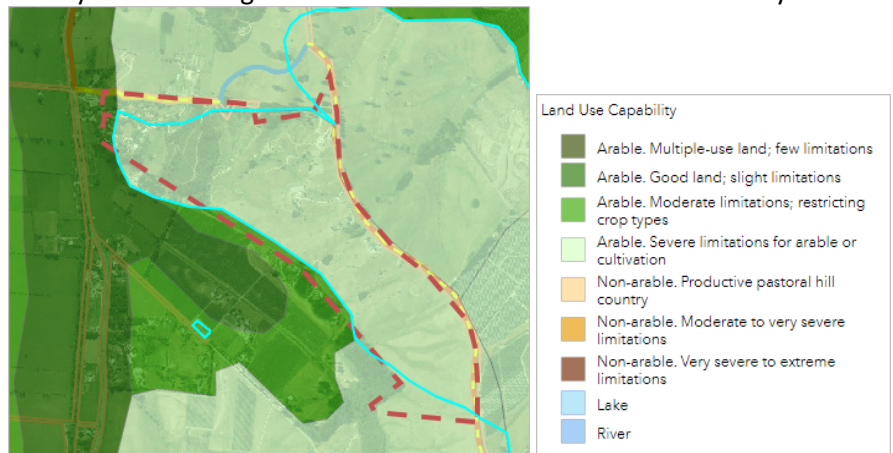 Land Use Capability
Arable. Multiple-use land; few limitations
Arable. Good land; slight limitations
Arable. Moderate limitations; restricting
crop types
Arable. Severe limitations for arable or
cultivation
Non-arable. Productive pastoral hill
country
Non-arable. Moderate to very severe
limitations
Non-arable. Very severe to extreme
limitations
Lake
River